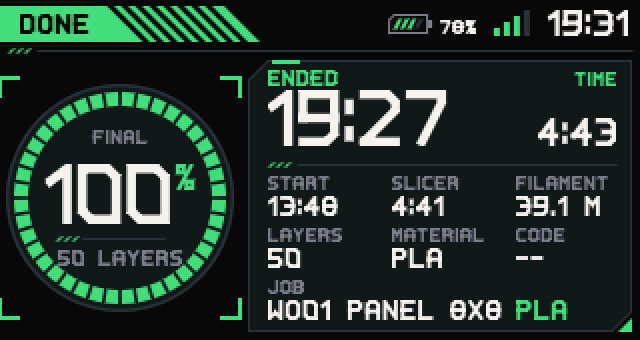 DONE
78%
19:31
ENDED
TIME
19:27
4:43
FINAL
100%
50 LAYERS
START SLICER FILAMENT
13:48 4:41 39.1 M
LAYERS MATERIAL CODE
50 PLA --
JOB
WOD1 PANEL 8X8 PLA